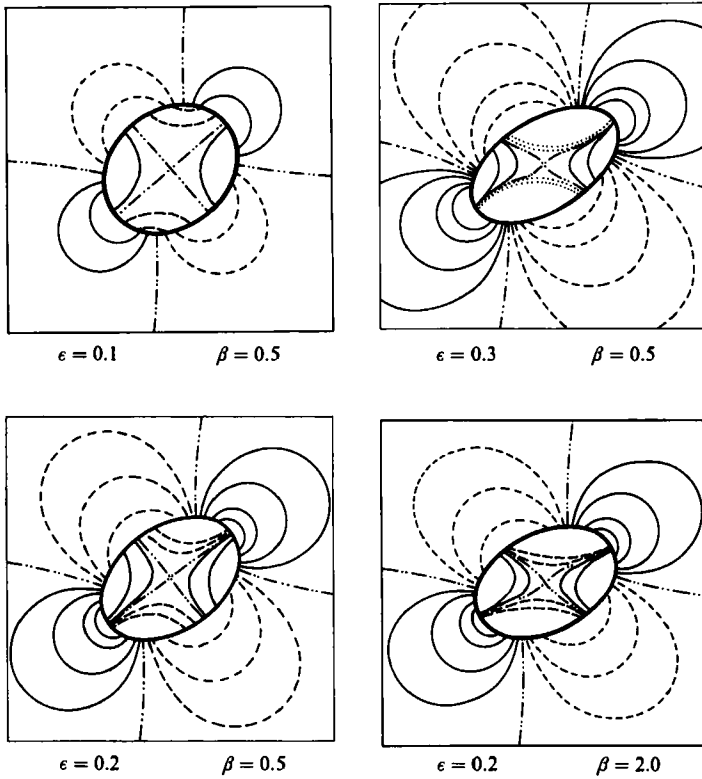 ϵ = 0.1 β = 0.5
ϵ = 0.3 β = 0.5
ϵ = 0.2 β = 0.5
ϵ = 0.2 β = 2.0